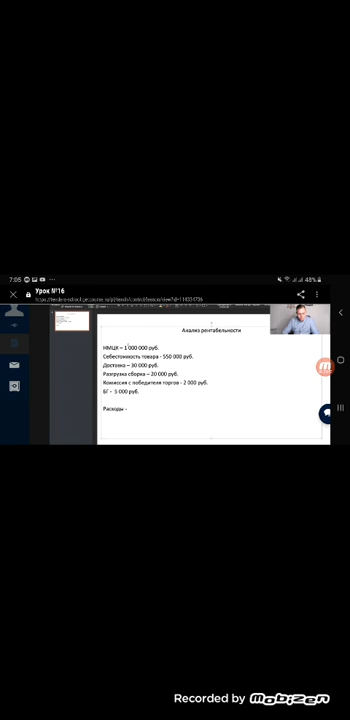 7:05
48%
Урок №16
Анализ рентабельности
НМЦК – 1 000 000 руб.
Себестоимость товара - 550 000 руб.
Доставка – 30 000 руб.
Разгрузка сборка – 20 000 руб.
Комиссия с победителя торгов - 2 000 руб.
БГ - 5 000 руб.
Расходы -
Recorded by mobizen